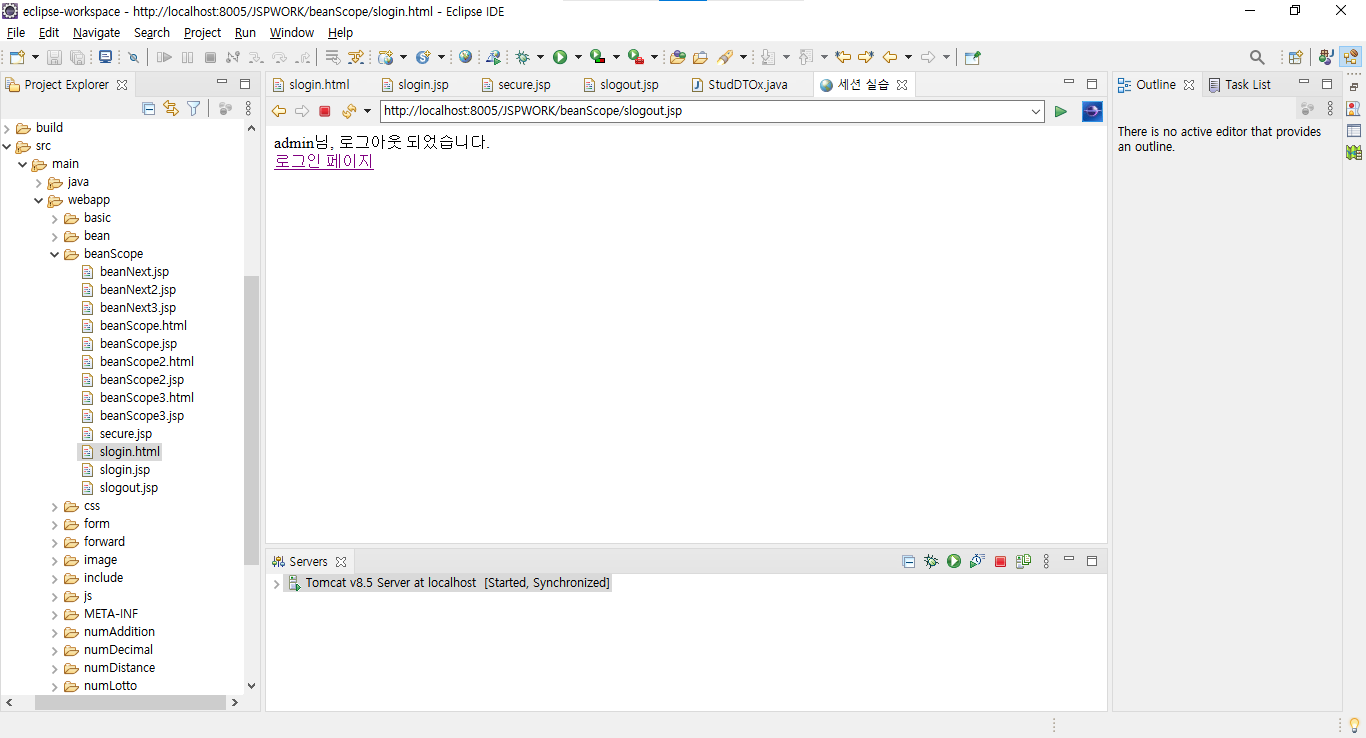 eclipse-workspace - http://localhost:8005/JSPWORK/beanScope/slogin.html - Eclipse IDE
File Edit Navigate Search Project Run Window Help
Project Explorer
build
src
main
java
webapp
basic
bean
beanScope
beanNext.jsp
beanNext2.jsp
beanNext3.jsp
beanScope.html
beanScope.jsp
beanScope2.html
beanScope2.jsp
beanScope3.html
beanScope3.jsp
secure.jsp
slogin.html
slogin.jsp
slogout.jsp
css
form
forward
image
include
js
META-INF
numAddition
numDecimal
numDistance
numLotto
slogin.html slogin.jsp secure.jsp slogout.jsp StudDTOx.java 세션 실습
http://localhost:8005/JSPWORK/beanScope/slogout.jsp
admin님, 로그아웃 되었습니다.
로그인 페이지
Servers
Tomcat v8.5 Server at localhost [Started, Synchronized]
Outline Task List
There is no active editor that provides
an outline.